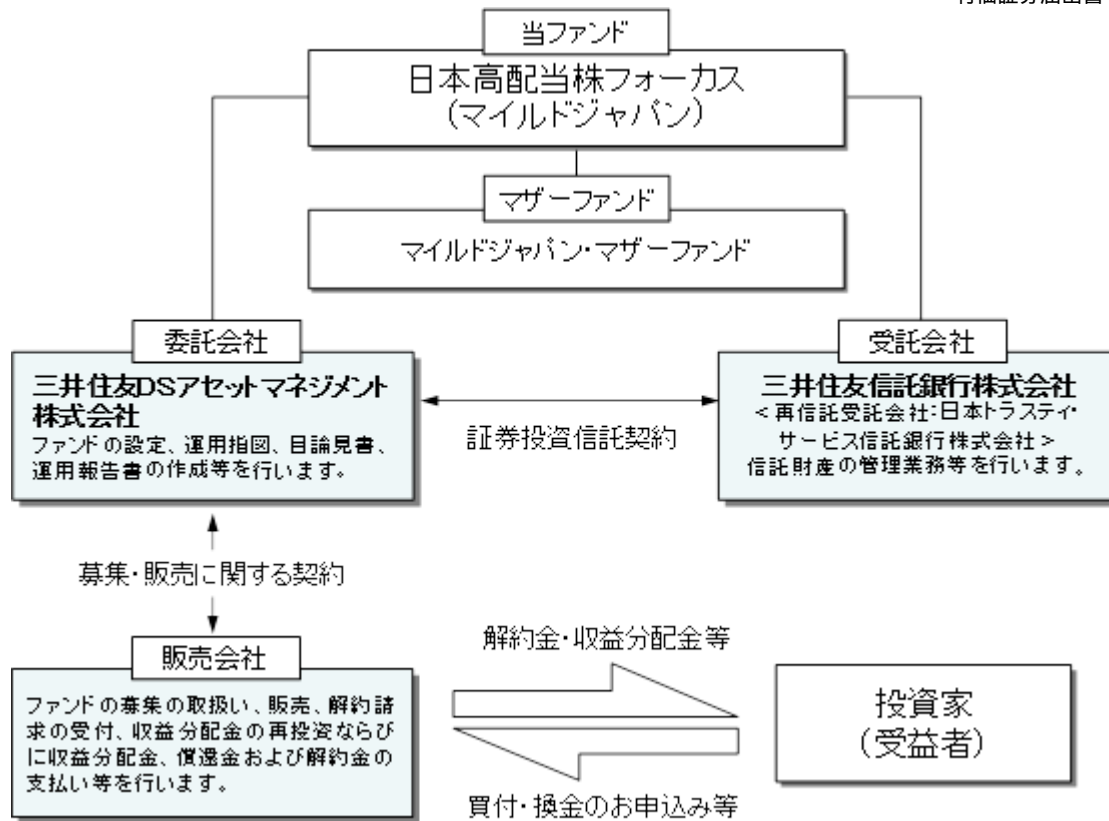 当ファンド
日本高配当株フォーカス
（マイルドジャパン）
マザーファンド
マイルドジャパン・マザーファンド
委託会社
三井住友DSアセットマネジメント
株式会社
ファンドの設定、運用指図、目論見書、
運用報告書の作成等を行います。
証券投資信託契約
受託会社
三井住友信託銀行株式会社
＜再信託受託会社：日本トラスティ・
サービス信託銀行株式会社＞
信託財産の管理業務等を行います。
募集・販売に関する契約
販売会社
ファンドの募集の取扱い、販売、解約請
求の受付、収益分配金の再投資ならび
に収益分配金、償還金および解約金の
支払い等を行います。
解約金・収益分配金等
買付・換金のお申込み等
投資家
（受益者）